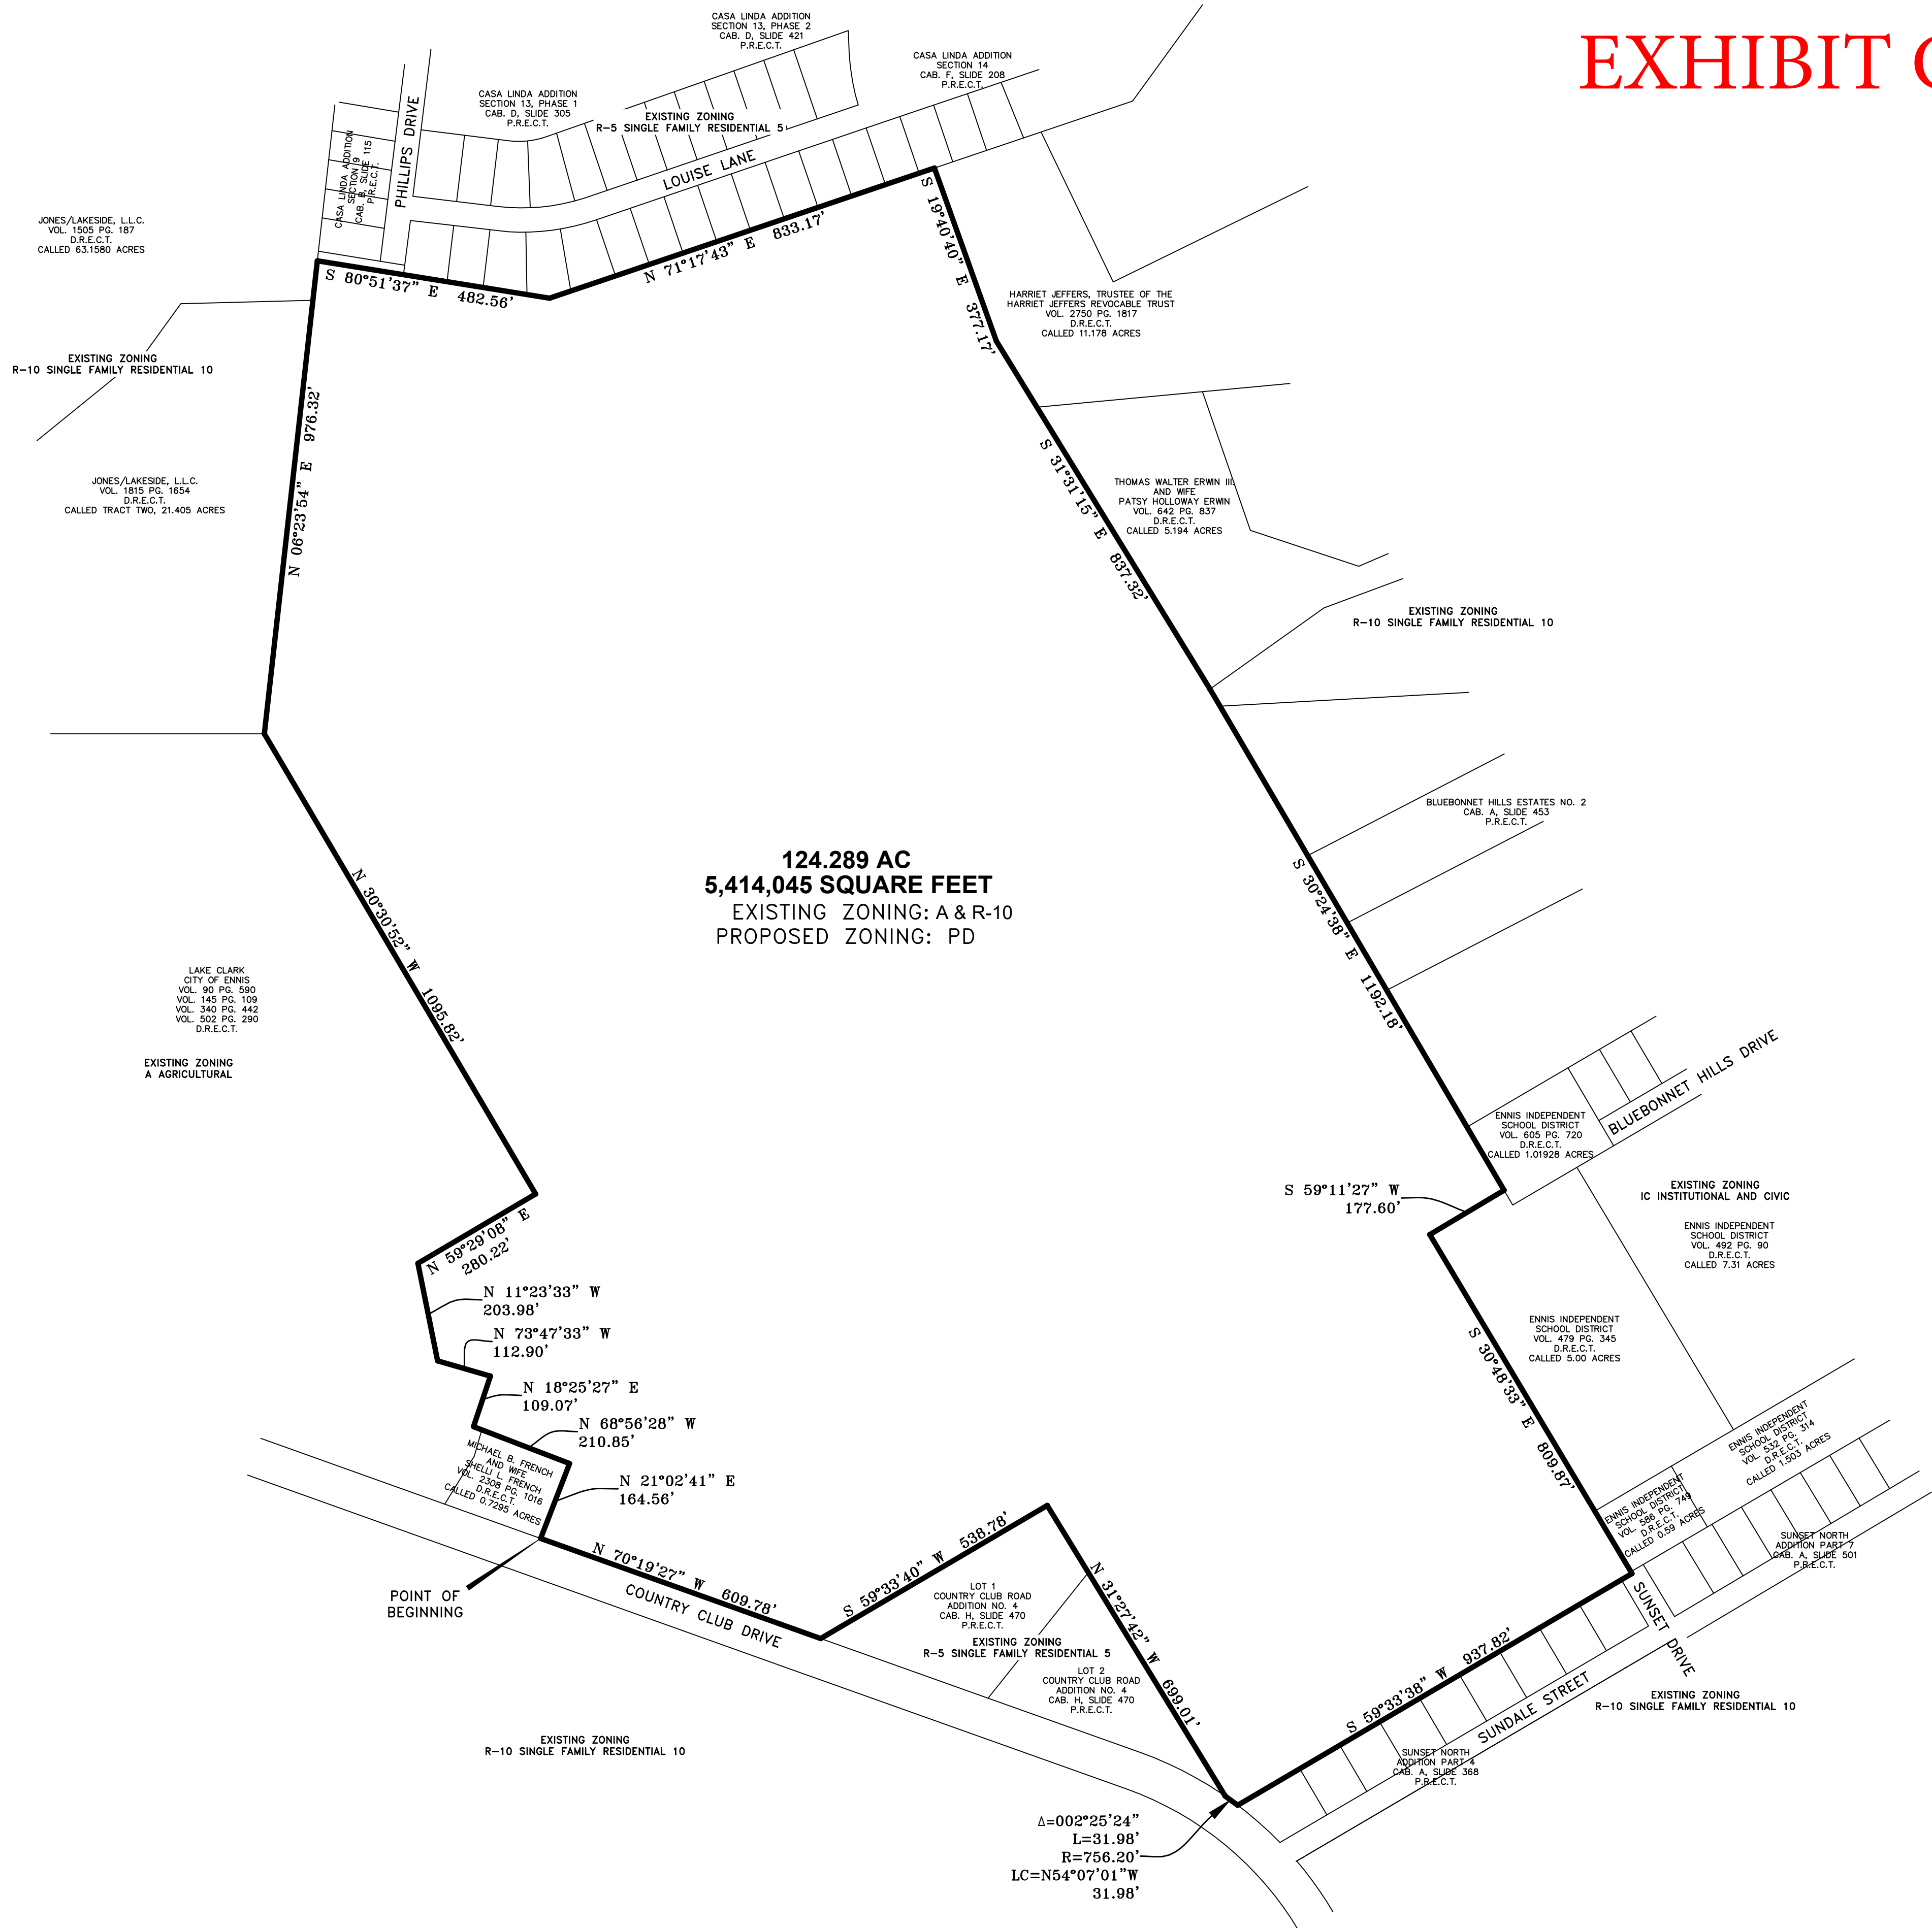 EXHIBIT
CASA LINDA ADDITION
SECTION 13, PHASE 2
CAB. D, SLIDE 421
P.R.E.C.T.
CASA LINDA ADDITION
SECTION 14
CAB. F, SLIDE 208
P.R.E.C.T.
CASA LINDA ADDITION
SECTION 13, PHASE 1
CAB. D, SLIDE 305
P.R.E.C.T.
EXISTING ZONING
R-5 SINGLE FAMILY RESIDENTIAL 5
PHILLIPS DRIVE
CASA LINDA ADDITION
SECTION 9
CAB. B, SLIDE 115
P.R.E.C.T.
LOUISE LANE
JONES/LAKESIDE, L.L.C.
VOL. 1505 PG. 187
D.R.E.C.T.
CALLED 63.1580 ACRES
S 80°51'37" E 482.56'
N 71°17'43" E 833.17'
S 19°40'40" E 377.17'
HARRIET JEFFERS, TRUSTEE OF THE
HARRIET JEFFERS REVOCABLE TRUST
VOL. 2750 PG. 1817
D.R.E.C.T.
CALLED 11.178 ACRES
EXISTING ZONING
R-10 SINGLE FAMILY RESIDENTIAL 10
N 06°23'54" E 976.32'
JONES/LAKESIDE, L.L.C.
VOL. 1815 PG. 1654
D.R.E.C.T.
CALLED TRACT TWO, 21.405 ACRES
S 31°31'15" E 837.32'
THOMAS WALTER ERWIN III,
AND WIFE
PATSY HOLLOWAY ERWIN
VOL. 642 PG. 837
D.R.E.C.T.
CALLED 5.194 ACRES
EXISTING ZONING
R-10 SINGLE FAMILY RESIDENTIAL 10
BLUEBONNET HILLS ESTATES NO. 2
CAB. A, SLIDE 453
P.R.E.C.T.
124.289 AC
5,414,045 SQUARE FEET
EXISTING ZONING: A & R-10
PROPOSED ZONING: PD
N 30°30'52" W 1095.82'
S 30°24'38" E 1192.18'
LAKE CLARK
CITY OF ENNIS
VOL. 90 PG. 590
VOL. 145 PG. 109
VOL. 340 PG. 442
VOL. 502 PG. 290
D.R.E.C.T.
EXISTING ZONING
A AGRICULTURAL
BLUEBONNET HILLS DRIVE
ENNIS INDEPENDENT
SCHOOL DISTRICT
VOL. 605 PG. 720
D.R.E.C.T.
CALLED 1.01928 ACRES
S 59°11'27" W
177.60'
EXISTING ZONING
IC INSTITUTIONAL AND CIVIC
ENNIS INDEPENDENT
SCHOOL DISTRICT
VOL. 492 PG. 90
D.R.E.C.T.
CALLED 7.31 ACRES
N 59°29'08" E
280.22'
N 11°23'33" W
203.98'
N 73°47'33" W
112.90'
N 18°25'27" E
109.07'
N 68°56'28" W
210.85'
N 21°02'41" E
164.56'
ENNIS INDEPENDENT
SCHOOL DISTRICT
VOL. 479 PG. 345
D.R.E.C.T.
CALLED 5.00 ACRES
S 30°48'33" E 809.87'
MICHAEL B. FRENCH
AND WIFE
SHELLI L. FRENCH
VOL. 2308 PG. 1016
D.R.E.C.T.
CALLED 0.7295 ACRES
ENNIS INDEPENDENT
SCHOOL DISTRICT
VOL. 532 PG. 314
D.R.E.C.T.
CALLED 1.503 ACRES
ENNIS INDEPENDENT
SCHOOL DISTRICT
VOL. 586 PG. 749
D.R.E.C.T.
CALLED 0.59 ACRES
SUNSET NORTH
ADDITION PART 7
CAB. A, SLIDE 501
P.R.E.C.T.
POINT OF
BEGINNING
N 70°19'27" W 609.78'
COUNTRY CLUB DRIVE
S 59°33'40" W 538.78'
LOT 1
COUNTRY CLUB ROAD
ADDITION NO. 4
CAB. H, SLIDE 470
P.R.E.C.T.
EXISTING ZONING
R-5 SINGLE FAMILY RESIDENTIAL 5
LOT 2
COUNTRY CLUB ROAD
ADDITION NO. 4
CAB. H, SLIDE 470
P.R.E.C.T.
N 31°27'42" W 699.01'
S 59°33'38" W 937.82'
SUNSET DRIVE
SUNDALE STREET
EXISTING ZONING
R-10 SINGLE FAMILY RESIDENTIAL 10
SUNSET NORTH
ADDITION PART 4
CAB. A, SLIDE 368
P.R.E.C.T.
EXISTING ZONING
R-10 SINGLE FAMILY RESIDENTIAL 10
Δ=002°25'24"
L=31.98'
R=756.20'
LC=N54°07'01"W
31.98'